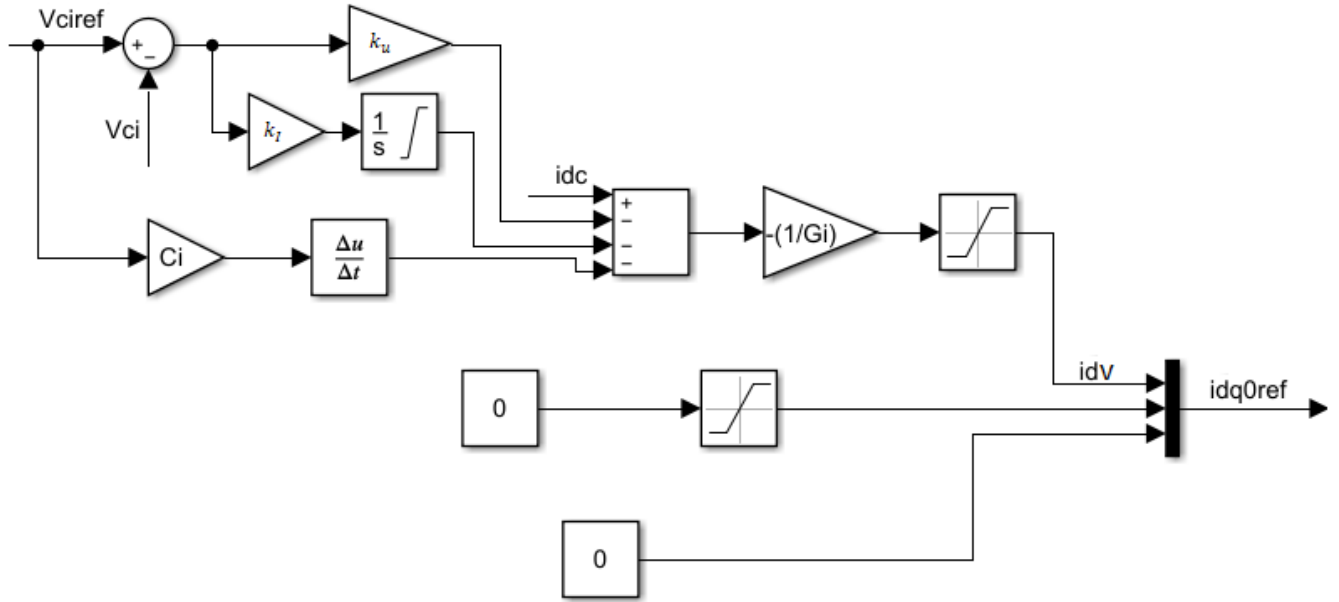 Vciref
+
−
k_u
Vci
k_I
1
s
idc
+
−
−
−
-(1/Gi)
Ci
Δu
Δt
idV
0
idq0ref
0